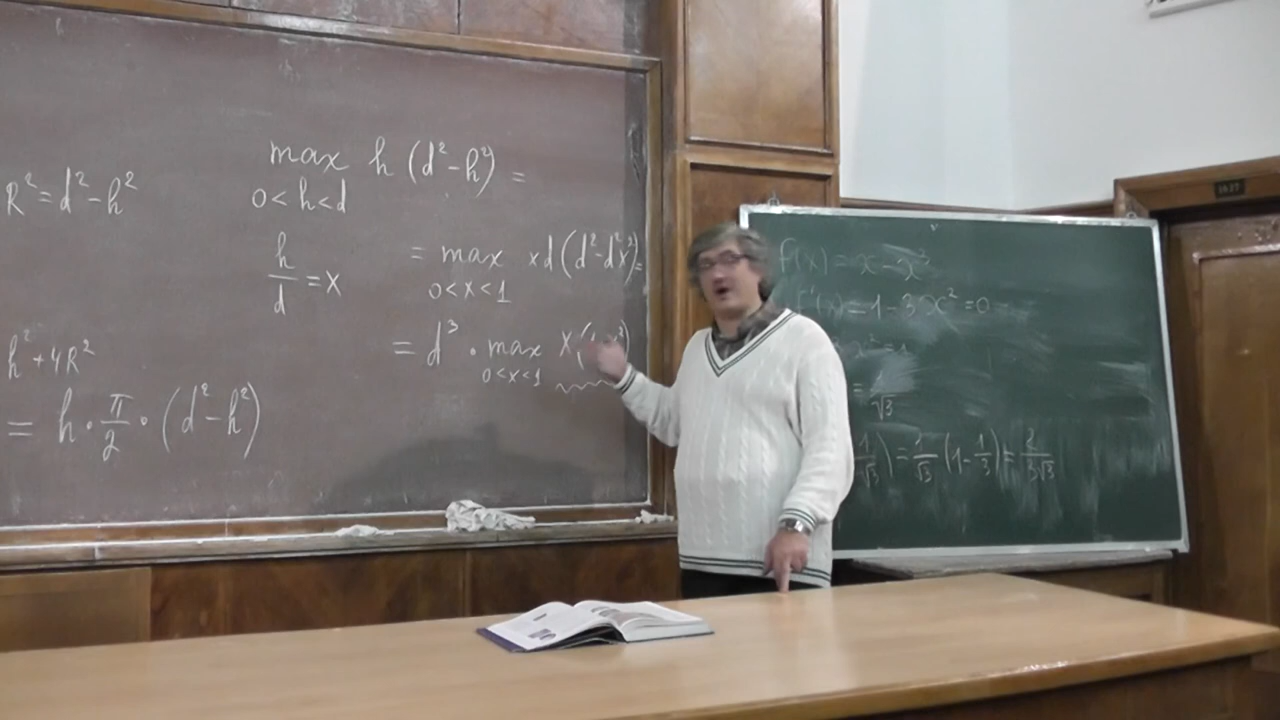 R² = d² - h²
h² + 4R²
= h · π/2 · (d² - h²)
max h (d² - h²) =
0 < h < d
h/d = x
= max xd (d² - d²x²) =
0 < x < 1
= d³ · max x (
0 < x < 1
f(x) = x - x³
f'(x) = 1 - 3x² = 0
= 1/√3
) = 1/√3 (1 - 1/3) = 2/3√3
1627